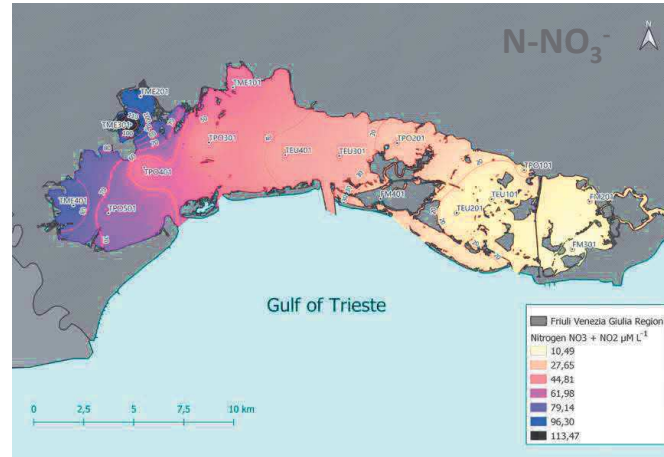 N-NO₃⁻
N
TME101
TME201
TME301
TPO301
TPO201
TEU401
TEU301
TPO401
TPO101
TEU101
FM401
TME401
TPO501
TEU201
FM201
FM301
Gulf of Trieste
Friuli Venezia Giulia Region
Nitrogen NO3 + NO2 µM L⁻¹
10,49
27,65
44,81
61,98
79,14
96,30
113,47
0 2,5 5 7,5 10 km